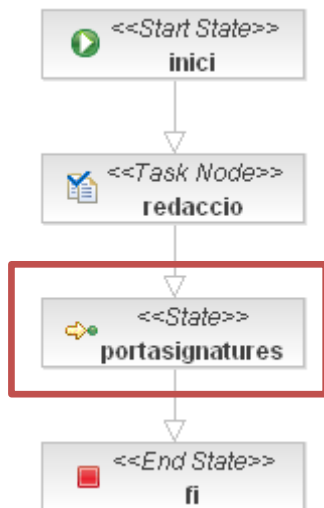 <<Start State>>
inici
<<Task Node>>
redaccio
<<State>>
portasignatures
<<End State>>
fi